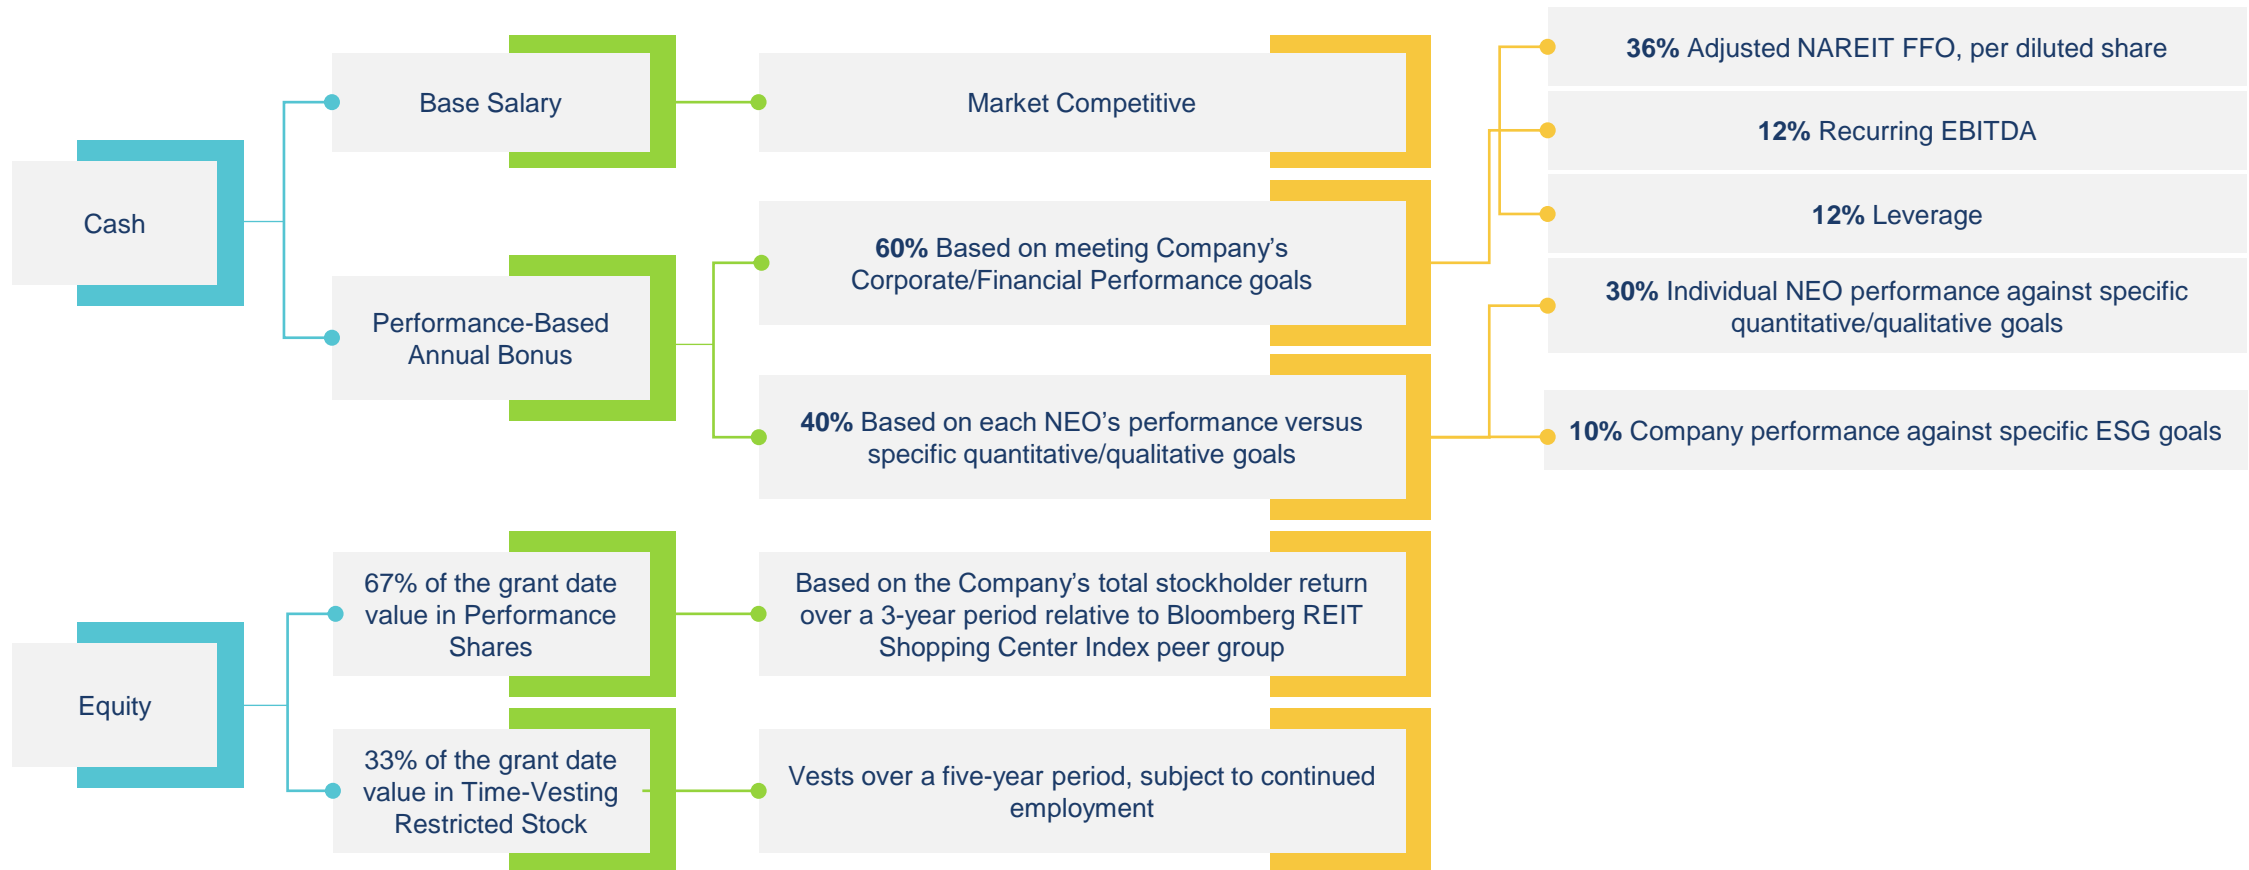 Cash
Base Salary
Market Competitive
Performance-Based
Annual Bonus
60% Based on meeting Company’s
Corporate/Financial Performance goals
36% Adjusted NAREIT FFO, per diluted share
12% Recurring EBITDA
12% Leverage
40% Based on each NEO’s performance versus
specific quantitative/qualitative goals
30% Individual NEO performance against specific
quantitative/qualitative goals
10% Company performance against specific ESG goals
Equity
67% of the grant date
value in Performance
Shares
Based on the Company’s total stockholder return
over a 3-year period relative to Bloomberg REIT
Shopping Center Index peer group
33% of the grant date
value in Time-Vesting
Restricted Stock
Vests over a five-year period, subject to continued
employment